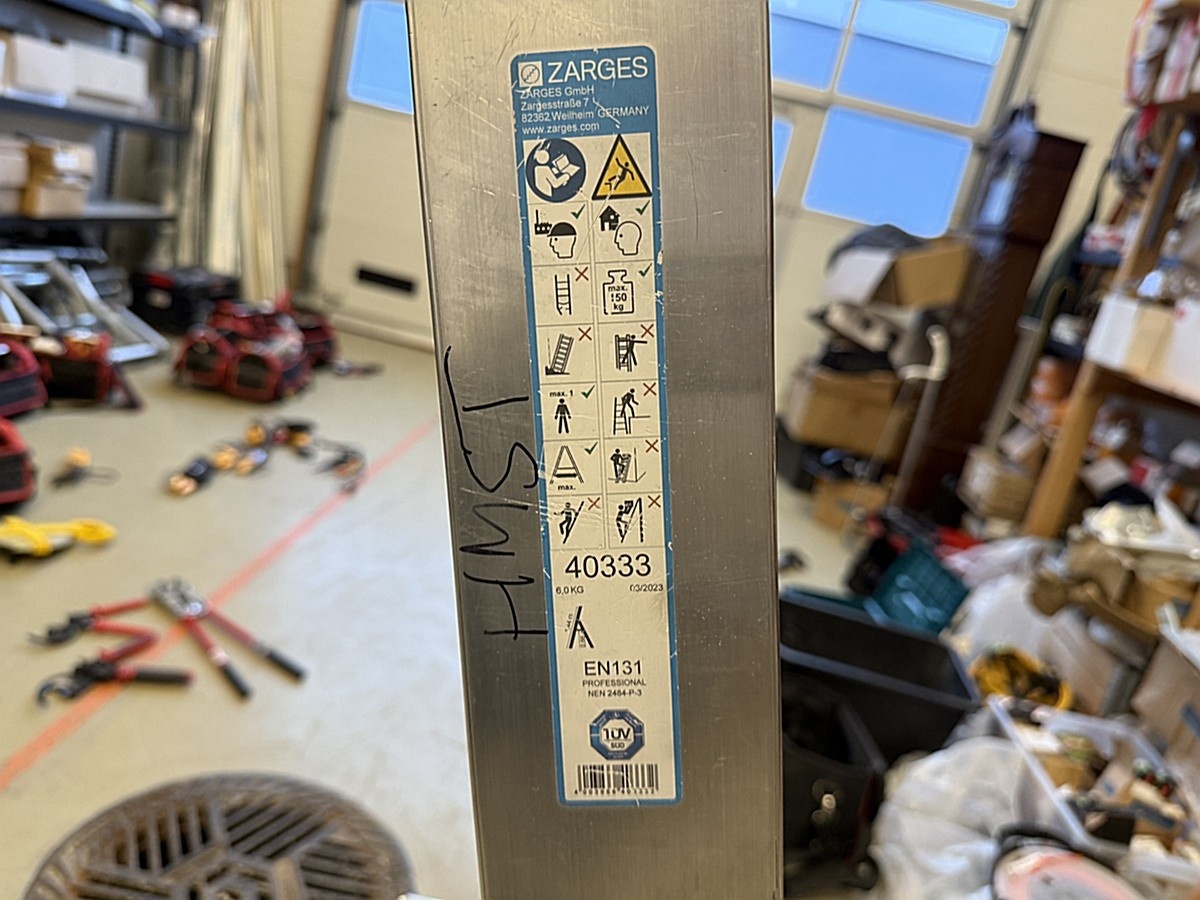 ZARGES
ZARGES GmbH
Zargesstraße 7
82362 Weilheim GERMANY
www.zarges.com
max.
150
kg
max. 1
max.
40333
6,0 KG 03/2023
EN131
PROFESSIONAL
NEN 2484-P-3
TÜV
SÜD
HMST